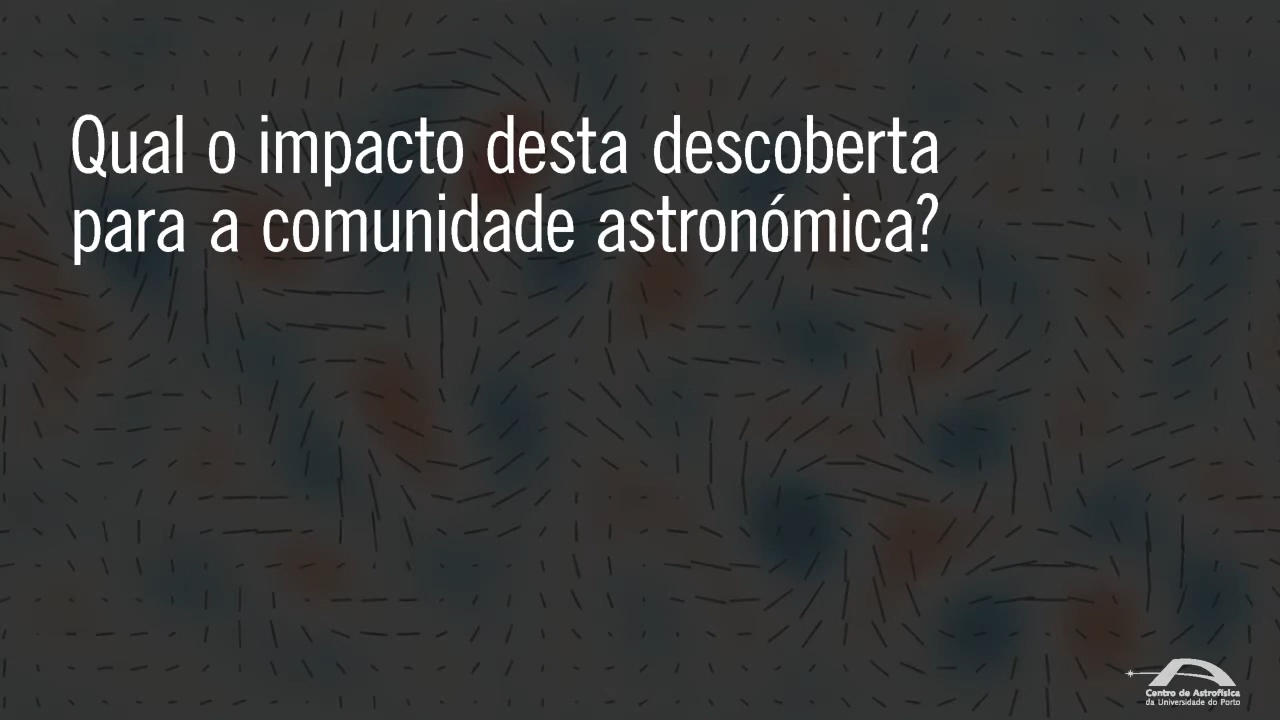 Qual o impacto desta descoberta
para a comunidade astronómica?
Centro de Astrofísica
da Universidade do Porto